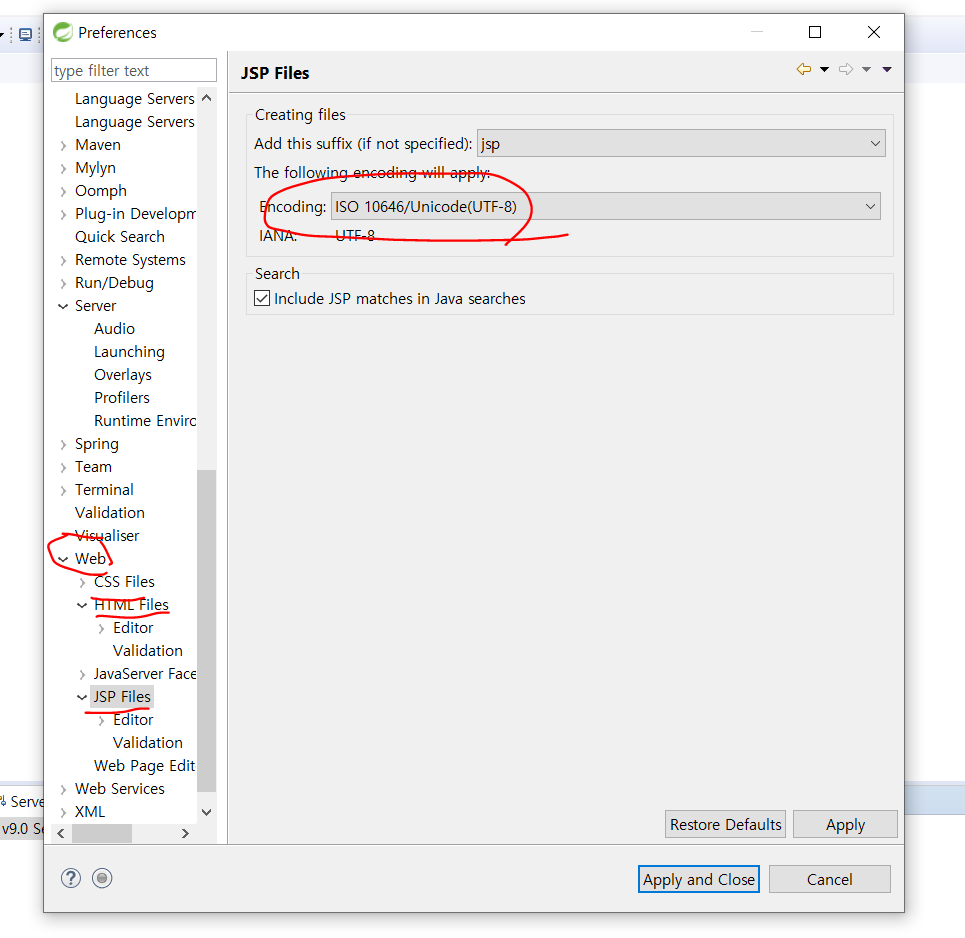 Preferences
type filter text
Language Servers
Language Servers
Maven
Mylyn
Oomph
Plug-in Developm
Quick Search
Remote Systems
Run/Debug
Server
Audio
Launching
Overlays
Profilers
Runtime Enviro
Spring
Team
Terminal
Validation
Visualiser
Web
CSS Files
HTML Files
Editor
Validation
JavaServer Face
JSP Files
Editor
Validation
Web Page Edit
Web Services
XML
JSP Files
Creating files
Add this suffix (if not specified): jsp
The following encoding will apply:
Encoding: ISO 10646/Unicode(UTF-8)
IANA: UTF-8
Search
Include JSP matches in Java searches
Restore Defaults Apply
Apply and Close Cancel
Serve
v9.0 Se